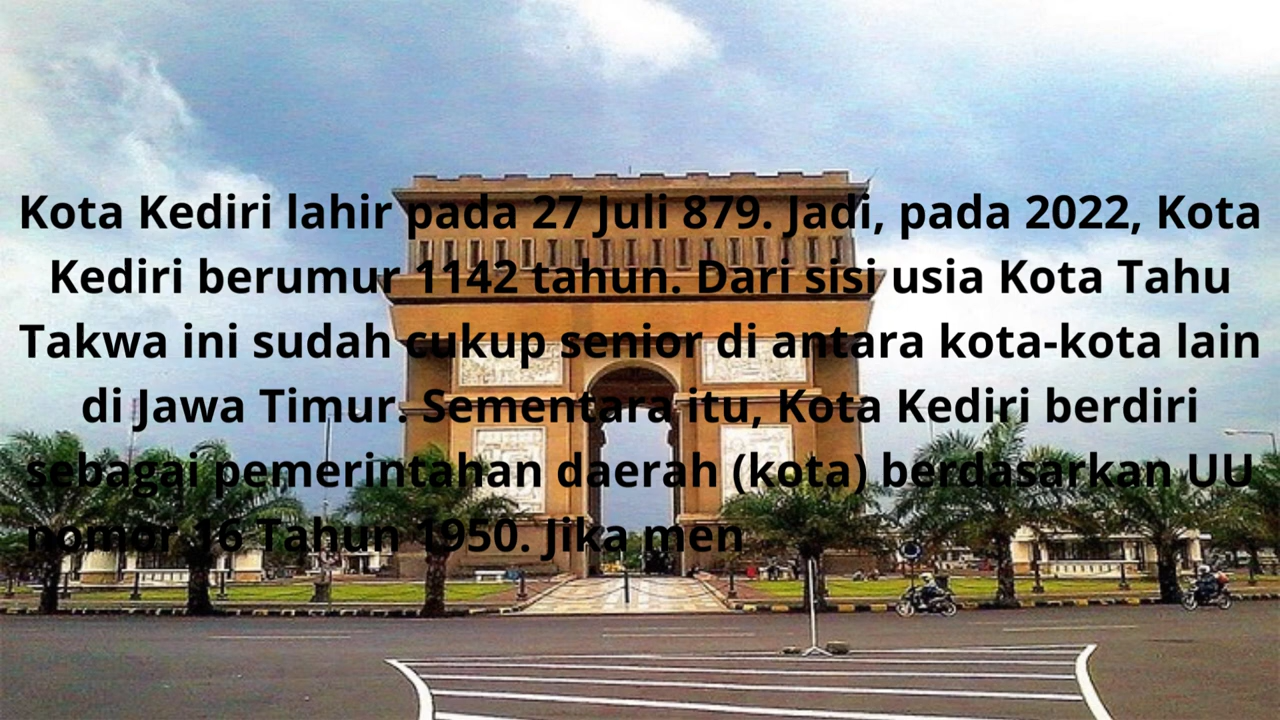 Kota Kediri lahir pada 27 Juli 879. Jadi, pada 2022, Kota
Kediri berumur 1142 tahun. Dari sisi usia Kota Tahu
Takwa ini sudah cukup senior di antara kota-kota lain
di Jawa Timur. Sementara itu, Kota Kediri berdiri
sebagai pemerintahan daerah (kota) berdasarkan UU
nomor 16 Tahun 1950. Jika men